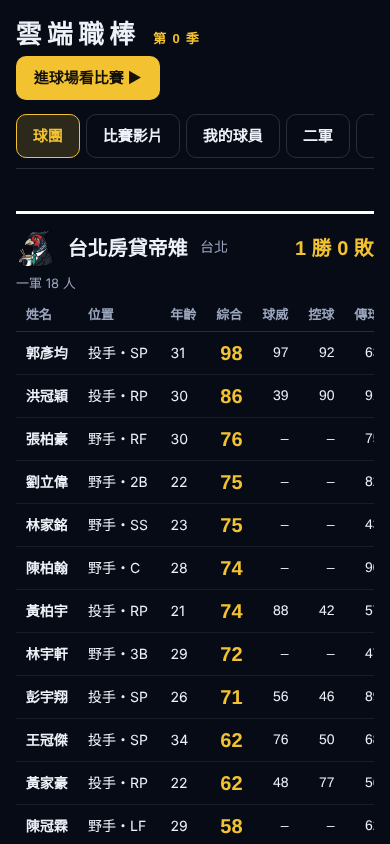 雲端職棒 第 0 季
進球場看比賽 ▶
球團 比賽影片 我的球員 二軍
台北房貸帝雉 台北 1 勝 0 敗
一軍 18 人
姓名 位置 年齡 綜合 球威 控球
郭彥均 投手・SP 31 98 97 92
洪冠穎 投手・RP 30 86 39 90
張柏豪 野手・RF 30 76 – –
劉立偉 野手・2B 22 75 – –
林家銘 野手・SS 23 75 – –
陳柏翰 野手・C 28 74 – –
黃柏宇 投手・RP 21 74 88 42
林宇軒 野手・3B 29 72 – –
彭宇翔 投手・SP 26 71 56 46
王冠傑 投手・SP 34 62 76 50
黃家豪 投手・RP 22 62 48 77
陳冠霖 野手・LF 29 58 – –